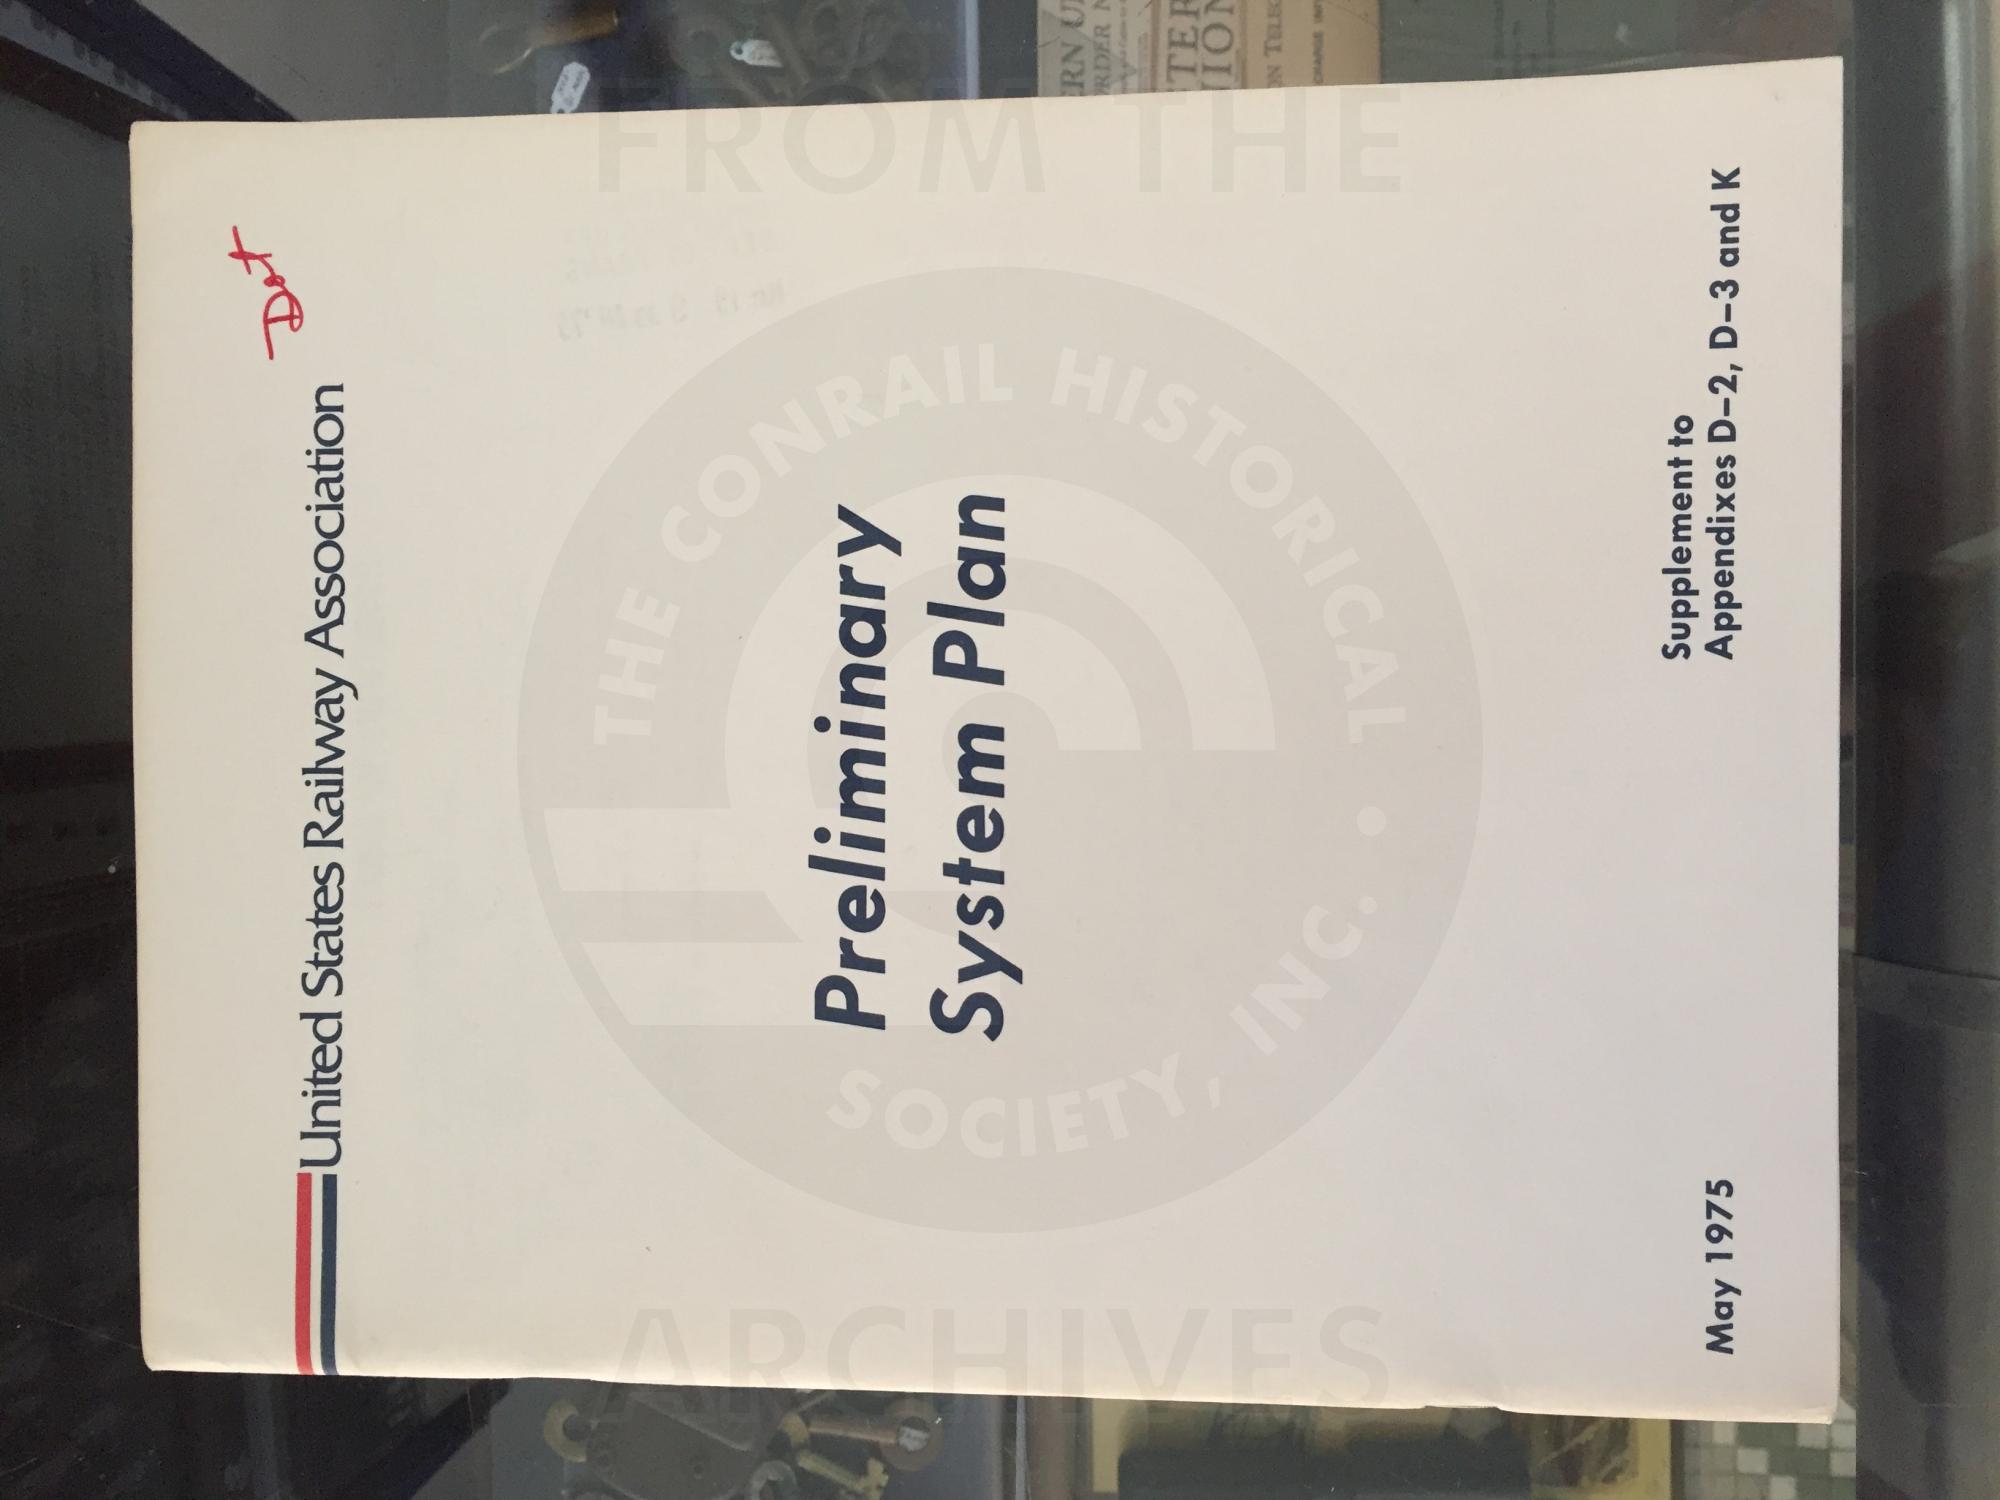 Dot
United States Railway Association
Preliminary
System Plan
Supplement to
Appendixes D-2, D-3 and K
May 1975
FROM THE
THE CONRAIL HISTORICAL
SOCIETY, INC.
ARCHIVES